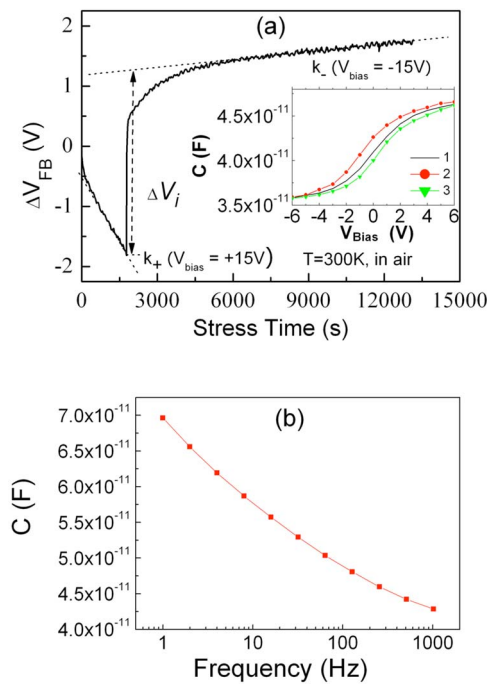 (a)
2
1
0
-1
-2
ΔV_FB (V)
ΔV_i
k_- (V_bias = -15V)
k_+ (V_bias = +15V)
T=300K, in air
4.5x10^-11
4.0x10^-11
3.5x10^-11
C (F)
1
2
3
-6 -4 -2 0 2 4 6
V_Bias (V)
0 3000 6000 9000 12000 15000
Stress Time (s)
(b)
7.0x10^-11
6.5x10^-11
6.0x10^-11
5.5x10^-11
5.0x10^-11
4.5x10^-11
4.0x10^-11
C (F)
1 10 100 1000
Frequency (Hz)